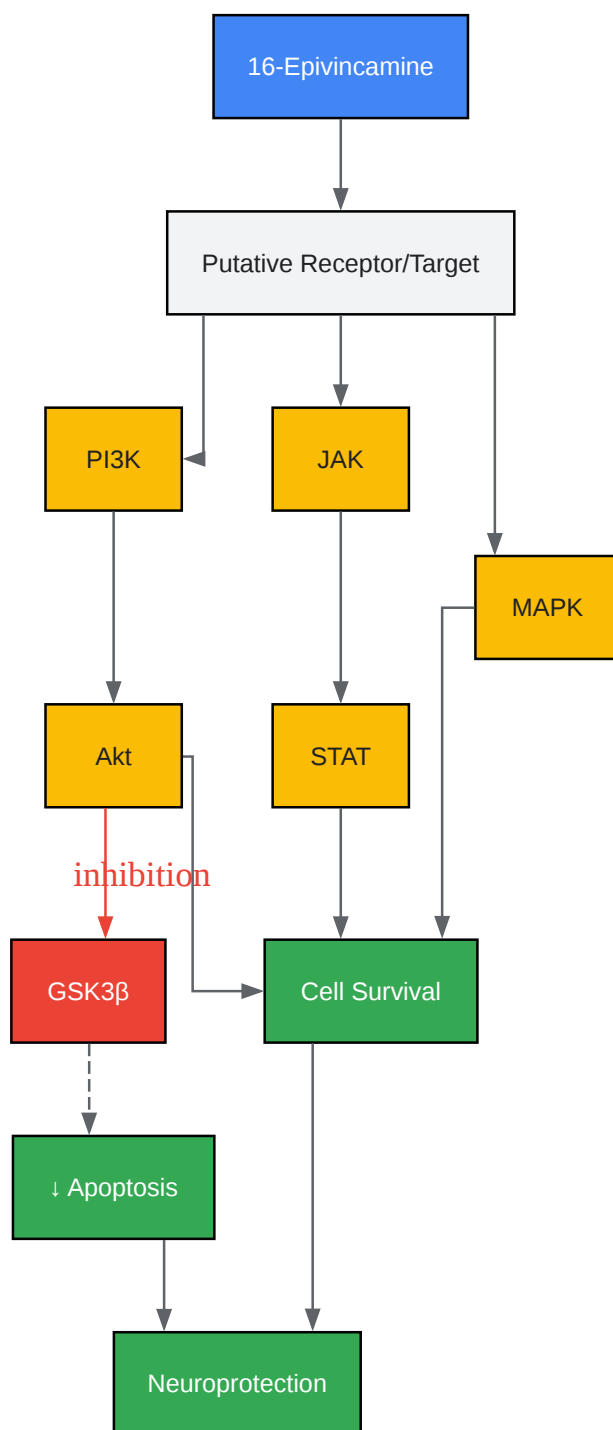 16-Epivincamine
Putative Receptor/Target
PI3K
JAK
MAPK
Akt
STAT
inhibition
GSK3β
Cell Survival
↓ Apoptosis
Neuroprotection